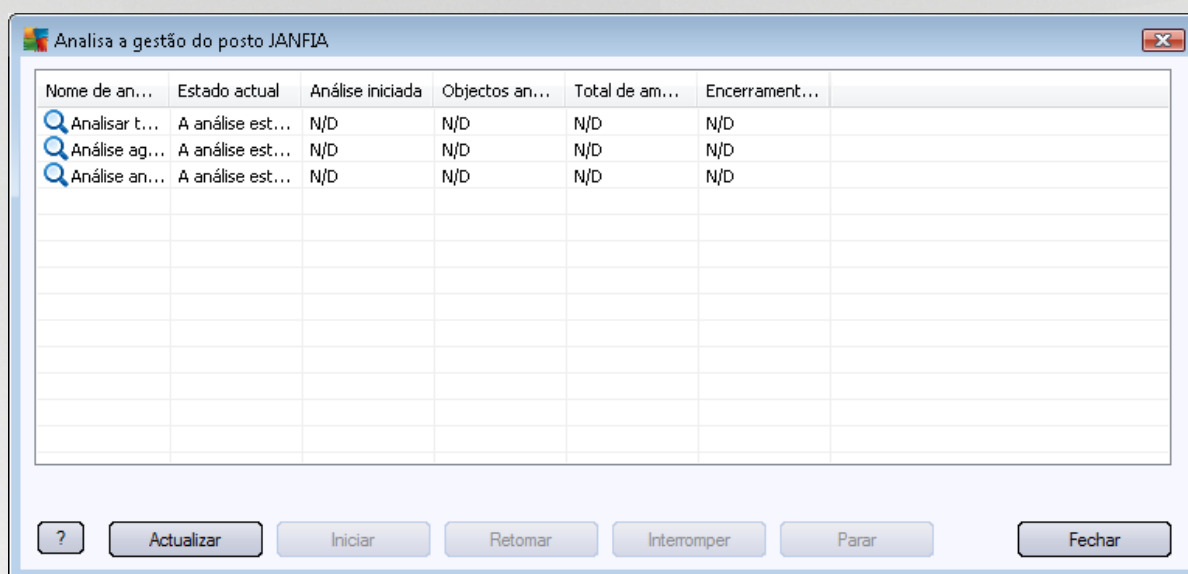 Analisa a gestão do posto JANFIA
Nome de an... Estado actual Análise iniciada Objectos an... Total de am... Encerrament...
Analisar t... A análise est... N/D N/D N/D N/D
Análise ag... A análise est... N/D N/D N/D N/D
Análise an... A análise est... N/D N/D N/D N/D
? Actualizar Iniciar Retomar Interromper Parar Fechar